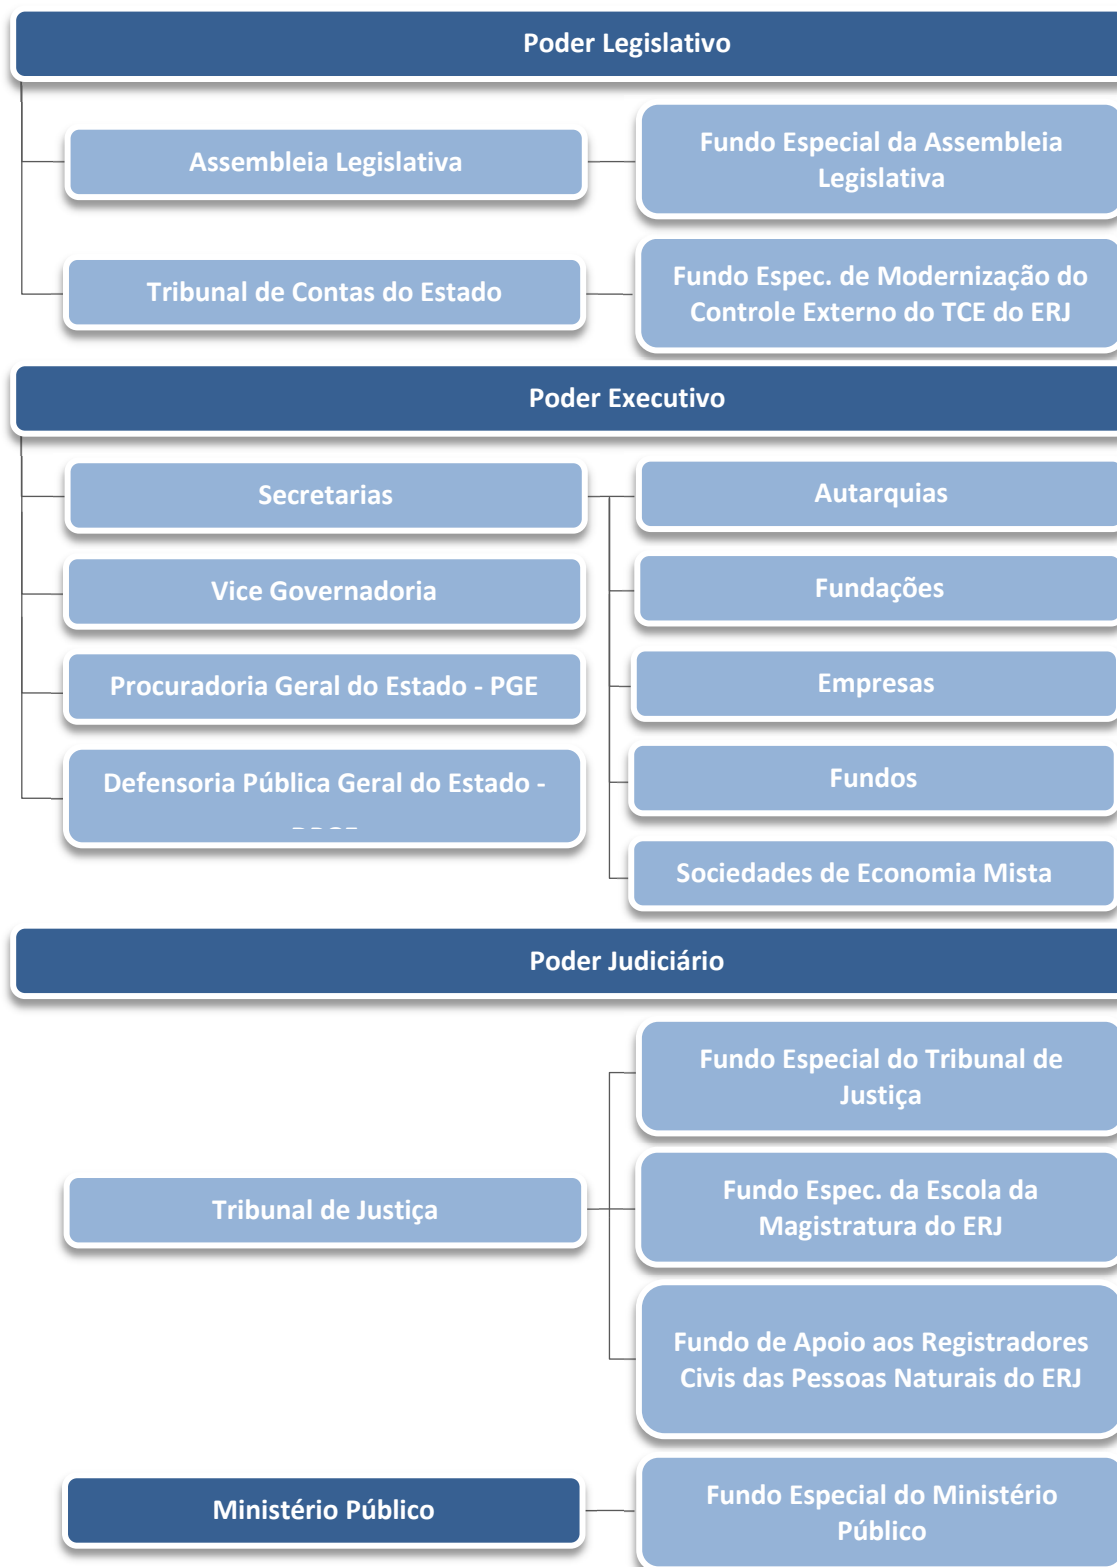 Poder Legislativo
Assembleia Legislativa
Fundo Especial da Assembleia
Legislativa
Tribunal de Contas do Estado
Fundo Espec. de Modernização do
Controle Externo do TCE do ERJ
Poder Executivo
Secretarias
Autarquias
Vice Governadoria
Fundações
Procuradoria Geral do Estado - PGE
Empresas
Defensoria Pública Geral do Estado -
Fundos
Sociedades de Economia Mista
Poder Judiciário
Fundo Especial do Tribunal de
Justiça
Tribunal de Justiça
Fundo Espec. da Escola da
Magistratura do ERJ
Fundo de Apoio aos Registradores
Civis das Pessoas Naturais do ERJ
Ministério Público
Fundo Especial do Ministério
Público